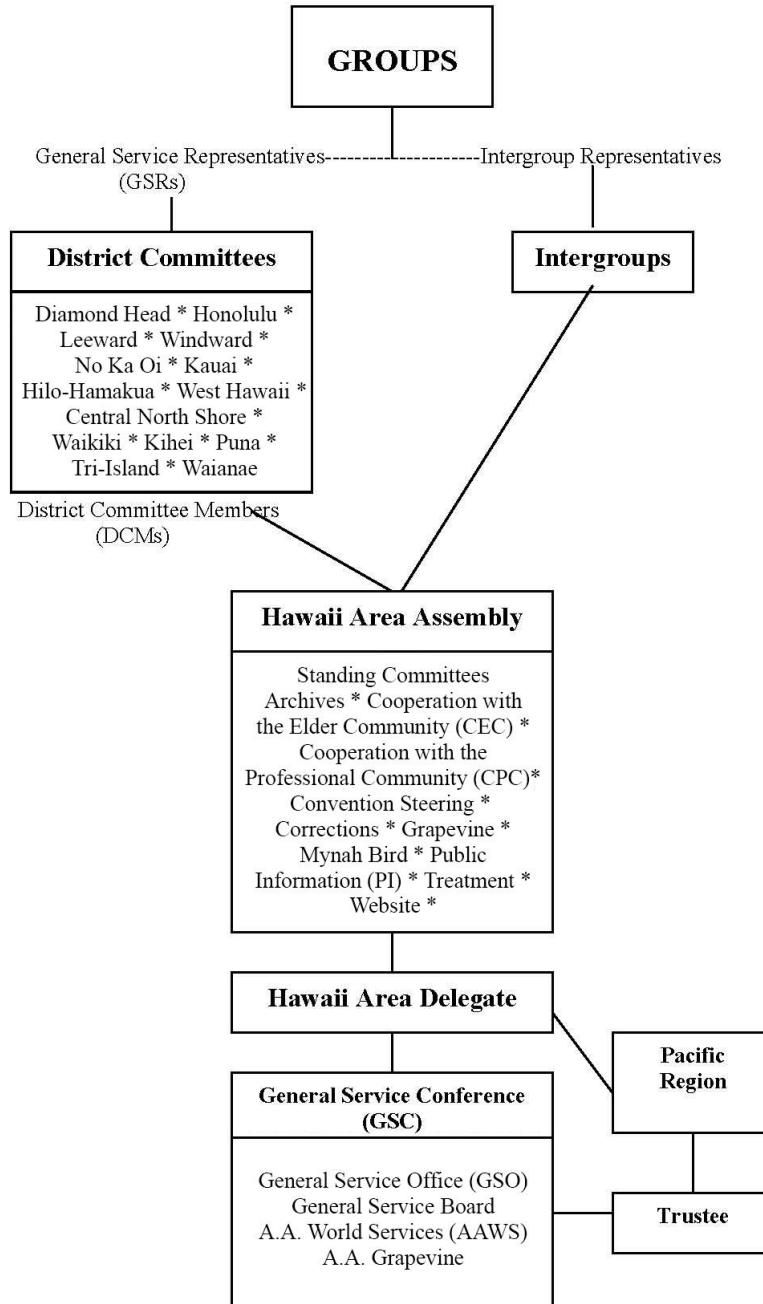 GROUPS
General Service Representatives
(GSRs)
Intergroup Representatives
District Committees
Diamond Head * Honolulu *
Leeward * Windward *
No Ka Oi * Kauai *
Hilo-Hamakua * West Hawaii *
Central North Shore *
Waikiki * Kihei * Puna *
Tri-Island * Waianae
District Committee Members
(DCMs)
Intergroups
Hawaii Area Assembly
Standing Committees
Archives * Cooperation with
the Elder Community (CEC) *
Cooperation with the
Professional Community (CPC)*
Convention Steering *
Corrections * Grapevine *
Mynah Bird * Public
Information (PI) * Treatment *
Website *
Hawaii Area Delegate
General Service Conference
(GSC)
General Service Office (GSO)
General Service Board
A.A. World Services (AAWS)
A.A. Grapevine
Pacific
Region
Trustee